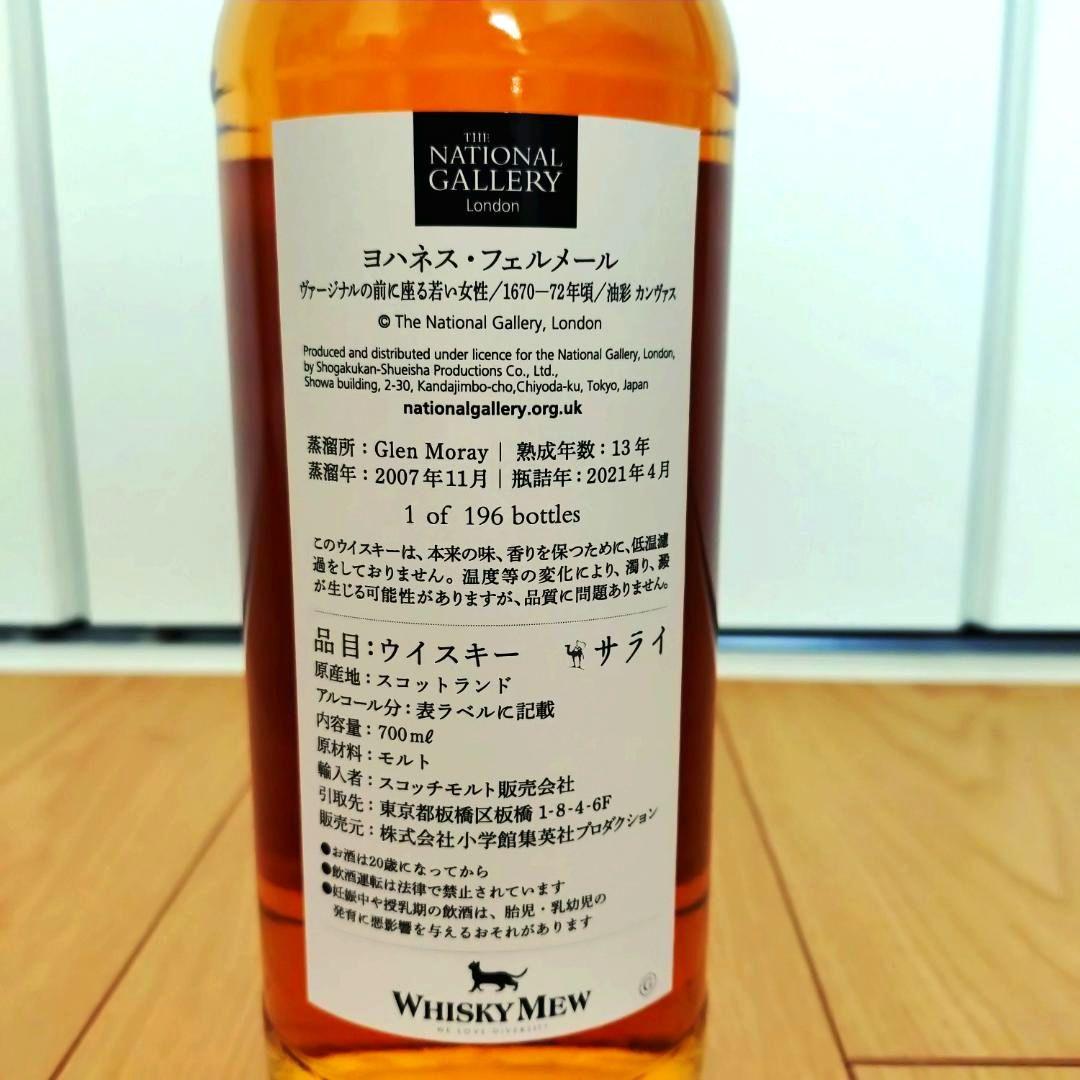 THE
NATIONAL
GALLERY
London
ヨハネス・フェルメール
ヴァージナルの前に座る若い女性/1670―72年頃/油彩 カンヴァス
© The National Gallery, London
Produced and distributed under licence for the National Gallery, London,
by Shogakukan-Shueisha Productions Co., Ltd.,
Showa building, 2-30, Kandajimbo-cho,Chiyoda-ku, Tokyo, Japan
nationalgallery.org.uk
蒸溜所：Glen Moray｜ 熟成年数：13年
蒸溜年：2007年11月｜瓶詰年：2021年4月
1 of 196 bottles
このウイスキーは、本来の味、香りを保つために、低温濾
過をしておりません。温度等の変化により、濁り、澱
が生じる可能性がありますが、品質に問題ありません。
品目：ウイスキー サライ
原産地：スコットランド
アルコール分：表ラベルに記載
内容量：700mℓ
原材料：モルト
輸入者：スコッチモルト販売会社
引取先：東京都板橋区板橋 1-8-4-6F
販売元：株式会社小学館集英社プロダクション
●お酒は20歳になってから
●飲酒運転は法律で禁止されています
●妊娠中や授乳期の飲酒は、胎児・乳幼児の
発育に悪影響を与えるおそれがあります
WHISKY MEW
WE LOVE DIVERSITY
G